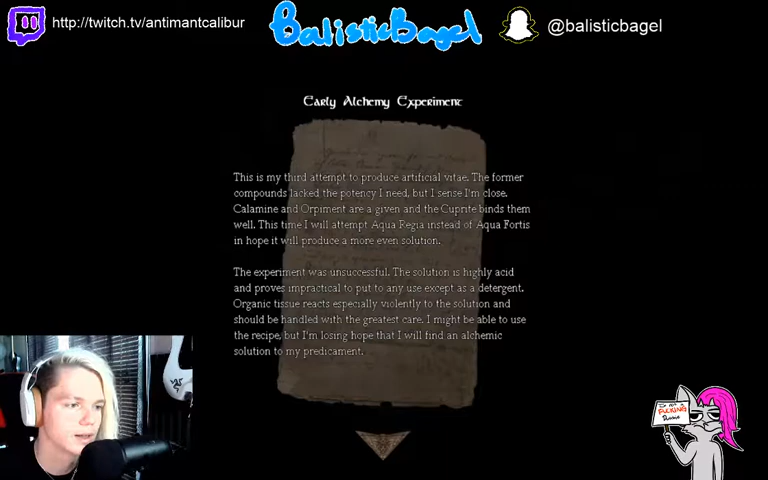 http://twitch.tv/antimantcalibur
BalisticBagel
@balisticbagel
Early Alchemy Experiment
This is my third attempt to produce artificial vitae. The former
compounds lacked the potency I need, but I sense I'm close.
Calamine and Orpiment are a given and the Cuprite binds them
well. This time I will attempt Aqua Regia instead of Aqua Fortis
in hope it will produce a more even solution.
The experiment was unsuccessful. The solution is highly acid
and proves impractical to put to any use except as a detergent.
Organic tissue reacts especially violently to the solution and
should be handled with the greatest care. I might be able to use
the recipe, but I'm losing hope that I will find an alchemic
solution to my predicament.
FUCKING